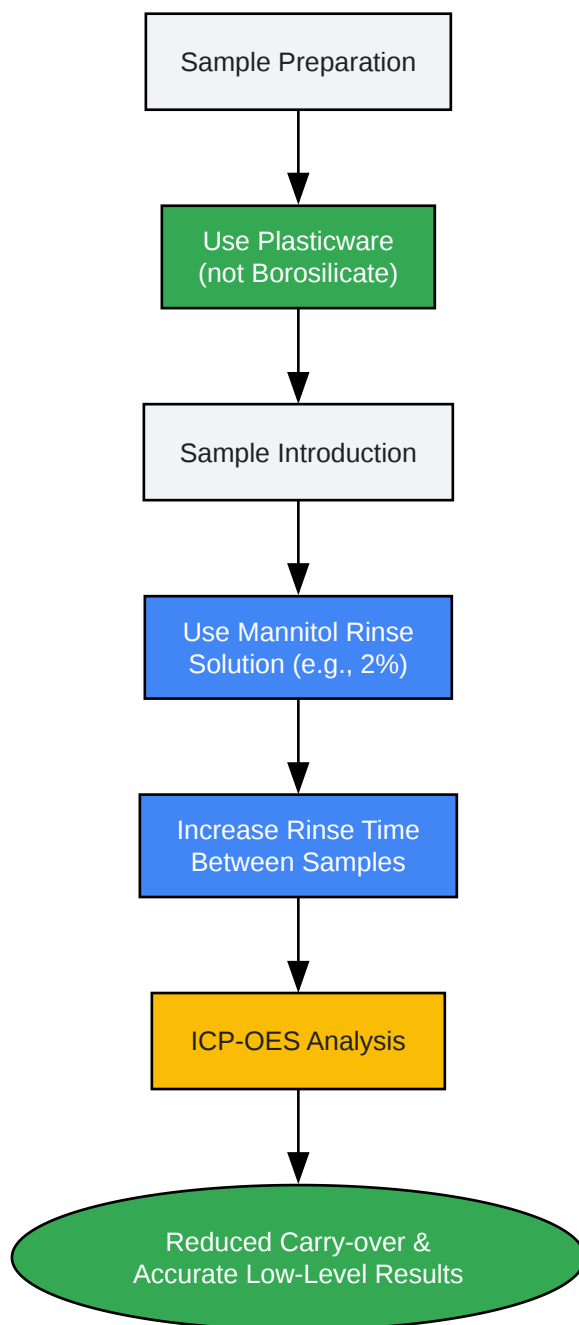 Sample Preparation
Use Plasticware
(not Borosilicate)
Sample Introduction
Use Mannitol Rinse
Solution (e.g., 2%)
Increase Rinse Time
Between Samples
ICP-OES Analysis
Reduced Carry-over &
Accurate Low-Level Results